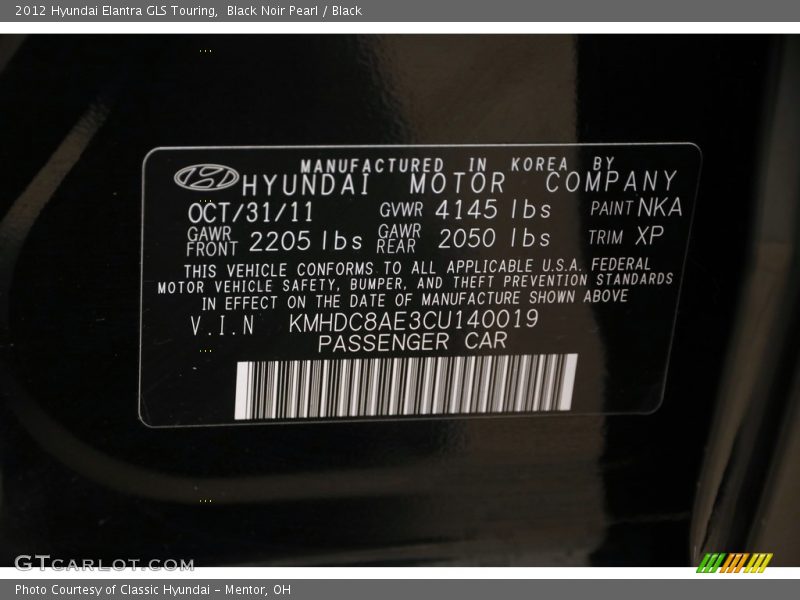 2012 Hyundai Elantra GLS Touring, Black Noir Pearl / Black
MANUFACTURED IN KOREA BY
HYUNDAI MOTOR COMPANY
OCT/31/11 GVWR 4145 lbs PAINT NKA
GAWR FRONT 2205 lbs GAWR REAR 2050 lbs TRIM XP
THIS VEHICLE CONFORMS TO ALL APPLICABLE U.S.A. FEDERAL
MOTOR VEHICLE SAFETY, BUMPER, AND THEFT PREVENTION STANDARDS
IN EFFECT ON THE DATE OF MANUFACTURE SHOWN ABOVE
V.I.N KMHDC8AE3CU140019
PASSENGER CAR
GTCARLOT.COM
Photo Courtesy of Classic Hyundai - Mentor, OH